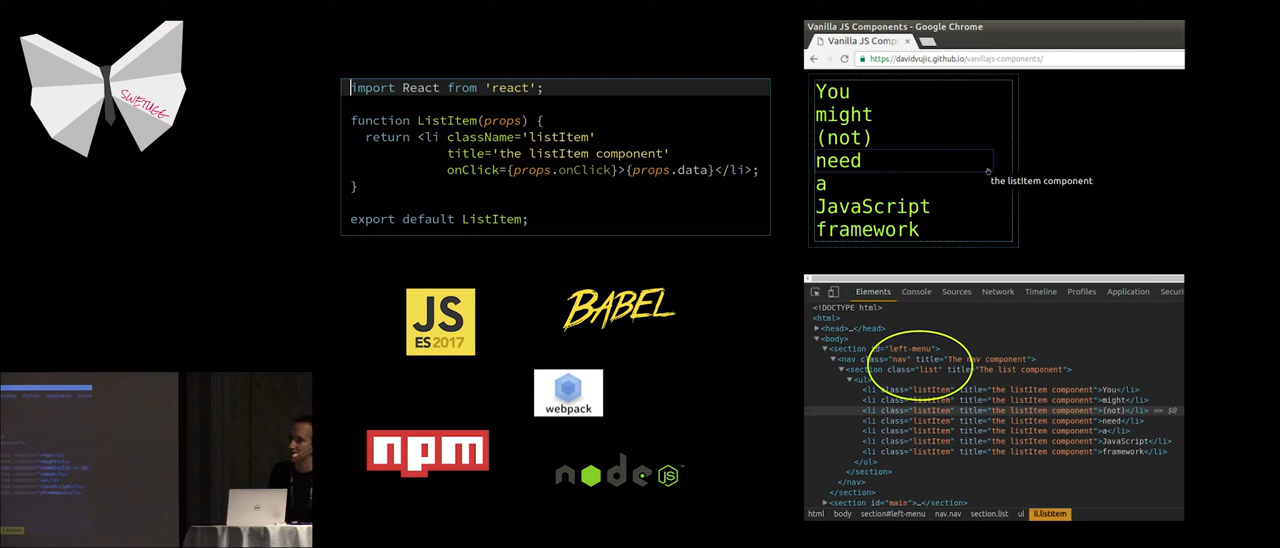 SWETUGG
import React from 'react';
function ListItem(props) {
return <li className='listItem'
title='the listItem component'
onClick={props.onClick}>{props.data}</li>;
}
export default ListItem;
JS
ES 2017
BABEL
webpack
npm
node
JS
Vanilla JS Components - Google Chrome
Vanilla JS Comp
https://davidvujic.github.io/vanillajs-components/
You
might
(not)
need
a
JavaScript
framework
the listItem component
Elements Console Sources Network Timeline Profiles Application Securi
<!DOCTYPE html>
<html>
<head>…</head>
<body>
<section id="left-menu">
<nav class="nav" title="The nav component">
<section class="list" title="The list component">
<ul>
<li class="listItem" title="the listItem component">You</li>
<li class="listItem" title="the listItem component">might</li>
<li class="listItem" title="the listItem component">(not)</li> == $0
<li class="listItem" title="the listItem component">need</li>
<li class="listItem" title="the listItem component">a</li>
<li class="listItem" title="the listItem component">JavaScript</li>
<li class="listItem" title="the listItem component">framework</li>
</ul>
</section>
</nav>
</section>
<section id="main">…</section>
html body section#left-menu nav.nav section.list ul li.listItem